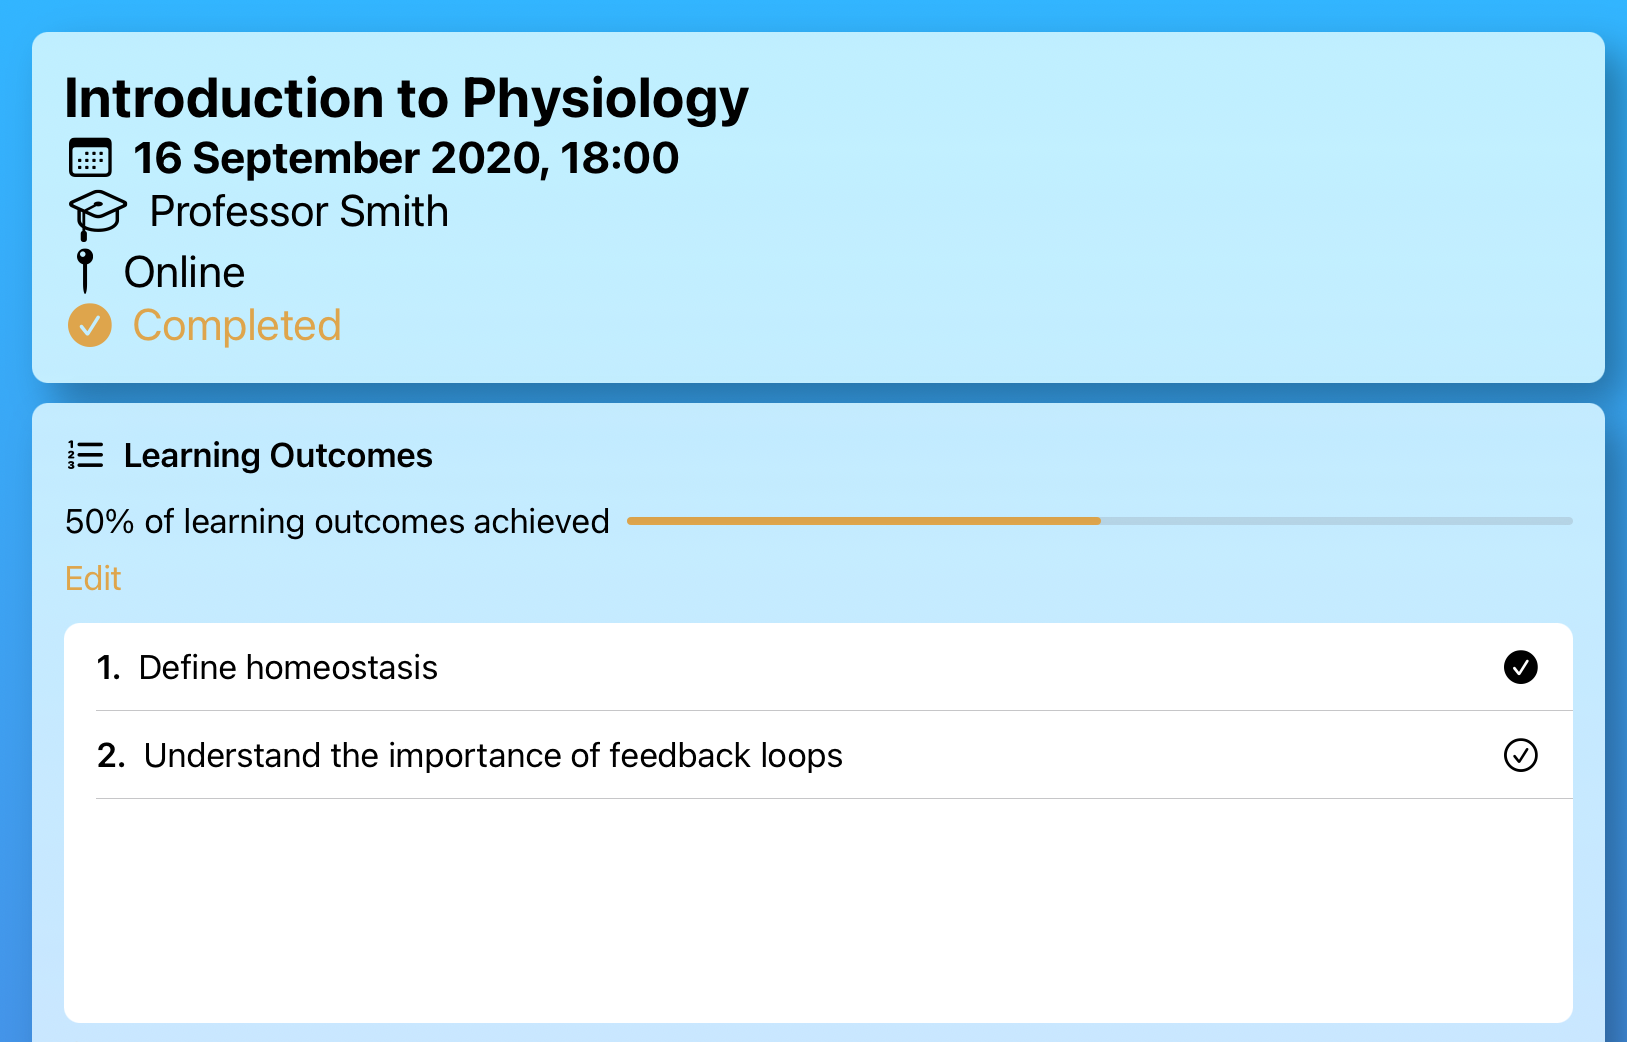 Introduction to Physiology
16 September 2020, 18:00
Professor Smith
Online
Completed
Learning Outcomes
50% of learning outcomes achieved
Edit
1. Define homeostasis
2. Understand the importance of feedback loops